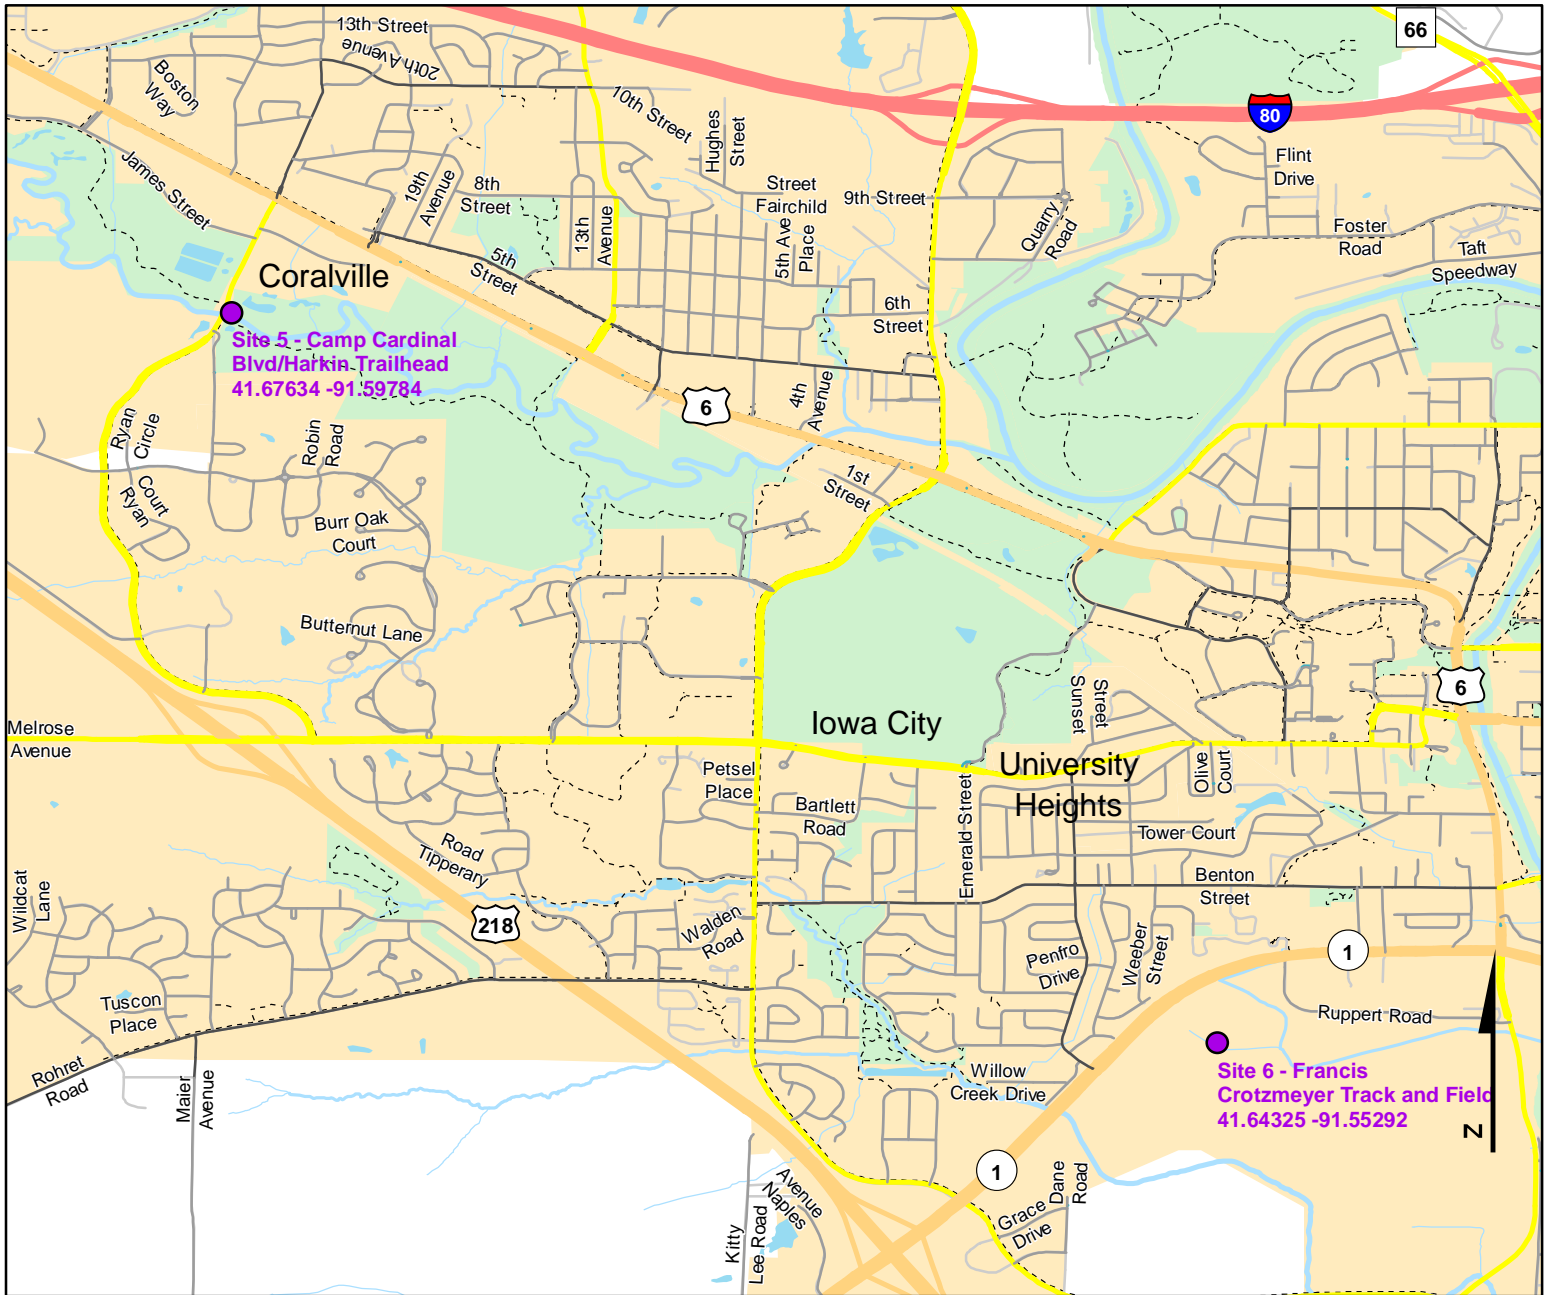 66
13th Street
20th Avenue
Boston
Way
80
10th Street
Hughes
Street
Flint
Drive
James Street
19th
Avenue
8th
Street
Street
Fairchild
9th Street
13th
Avenue
5th Ave
Place
Quarry
Road
Foster
Road
Taft
Speedway
5th
Street
Coralville
6th
Street
Site 5 - Camp Cardinal
Blvd/Harkin Trailhead
41.67634 -91.59784
6
4th
Avenue
Ryan
Circle
Robin
Road
1st
Street
Court
Ryan
Burr Oak
Court
Butternut Lane
Street
Sunset
6
Melrose
Avenue
Iowa City
University
Heights
Petsel
Place
Olive
Court
Bartlett
Road
Emerald Street
Tower Court
Road
Tipperary
Benton
Street
Wildcat
Lane
218
Walden
Road
Penfro
Drive
Weeber
Street
1
Tuscon
Place
Ruppert Road
Rohret
Road
Maier
Avenue
Willow
Creek Drive
Site 6 - Francis
Crotzmeyer Track and Field
41.64325 -91.55292
N
1
Avenue
Naples
Dane
Road
Grace
Drive
Kitty
Lee Road